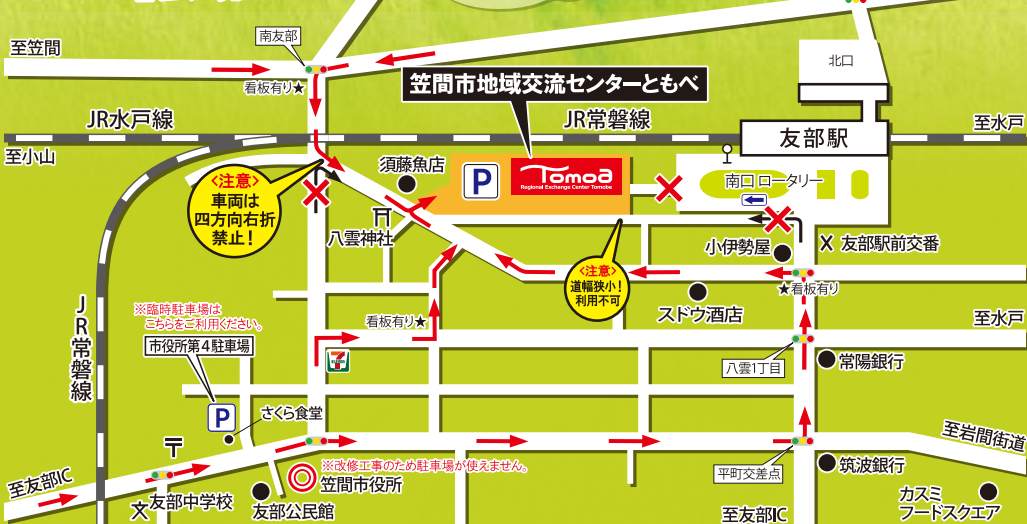 南友部
至笠間
看板有り★
笠間市地域交流センターともべ
北口
JR水戸線
JR常磐線
友部駅
至水戸
至小山
<注意>
車両は
四方向右折
禁止!
須藤魚店
P
Tomoa
Regional Exchange Center Tomobe
南口 ロータリー
八雲神社
<注意>
道幅狭小!
利用不可
小伊勢屋
X 友部駅前交番
★看板有り
スドウ酒店
至水戸
JR常磐線
※臨時駐車場は
こちらをご利用ください。
市役所第4駐車場
看板有り★
7
ELEVEN
八雲1丁目
常陽銀行
P
さくら食堂
至岩間街道
※改修工事のため駐車場が使えません。
笠間市役所
平町交差点
筑波銀行
至友部IC
友部中学校
友部公民館
至友部IC
カスミ
フードスクエア